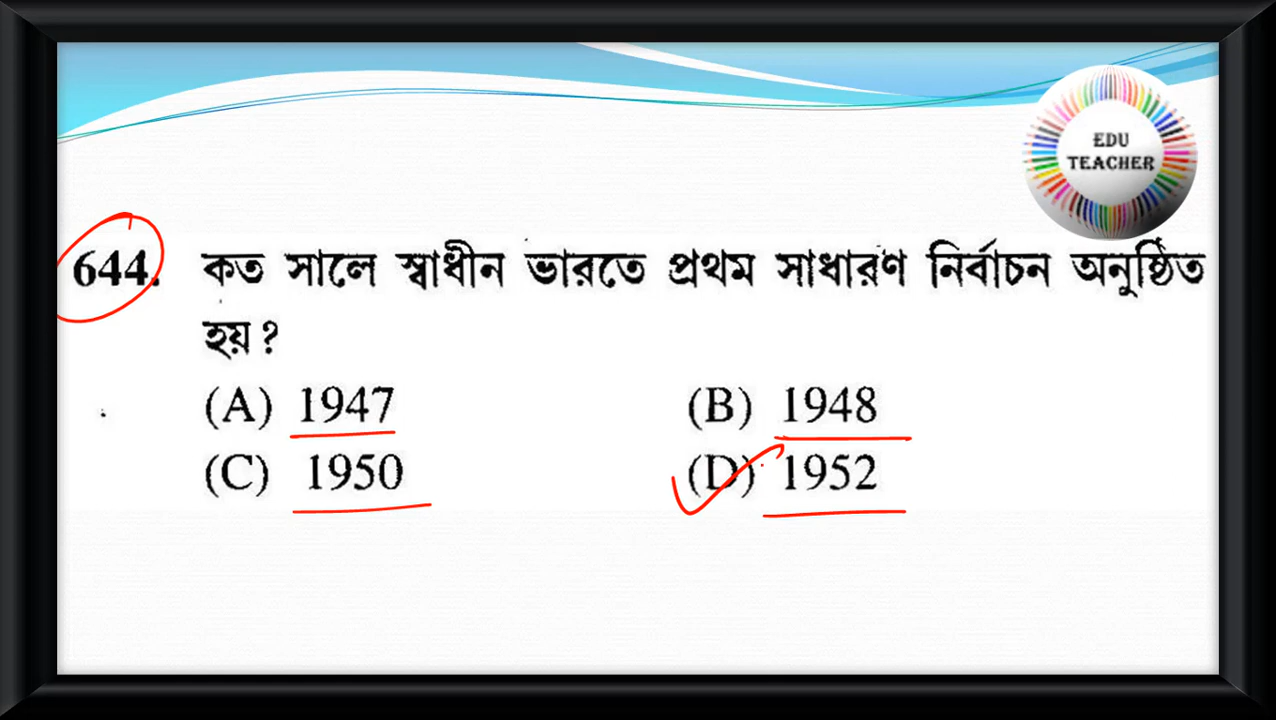 EDU
TEACHER
644. কত সালে স্বাধীন ভারতে প্রথম সাধারণ নির্বাচন অনুষ্ঠিত
হয় ?
(A) 1947 (B) 1948
(C) 1950 (D) 1952